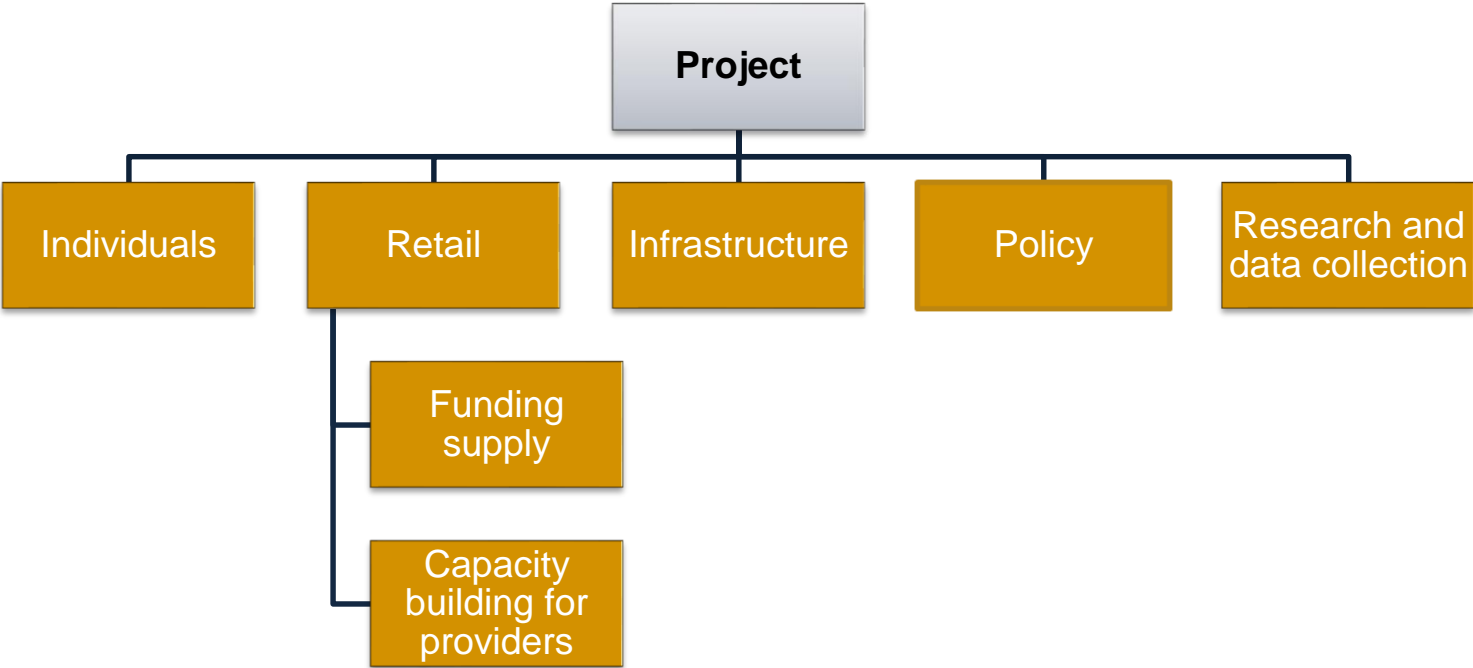 Project
Individuals
Retail
Infrastructure
Policy
Research and
data collection
Funding
supply
Capacity
building for
providers